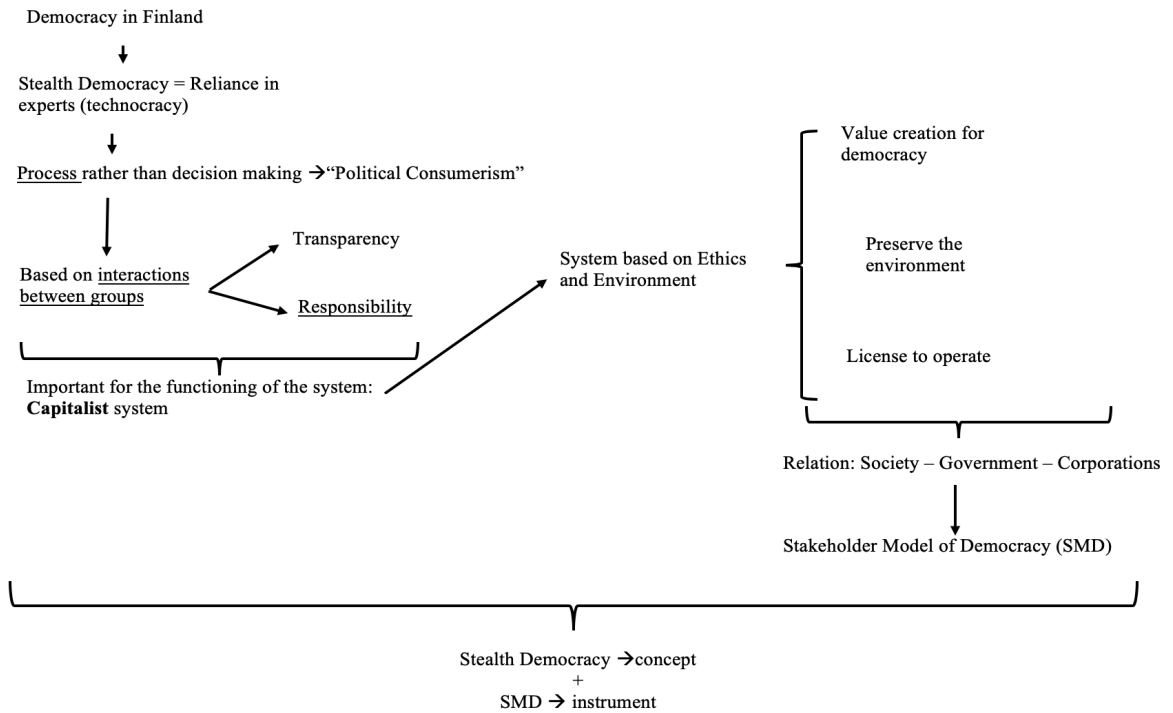 Democracy in Finland
Stealth Democracy = Reliance in
experts (technocracy)
Process rather than decision making →“Political Consumerism”
Based on interactions
between groups
Transparency
Responsibility
Important for the functioning of the system:
Capitalist system
System based on Ethics
and Environment
Value creation for
democracy
Preserve the
environment
License to operate
Relation: Society – Government – Corporations
Stakeholder Model of Democracy (SMD)
Stealth Democracy →concept
+
SMD → instrument